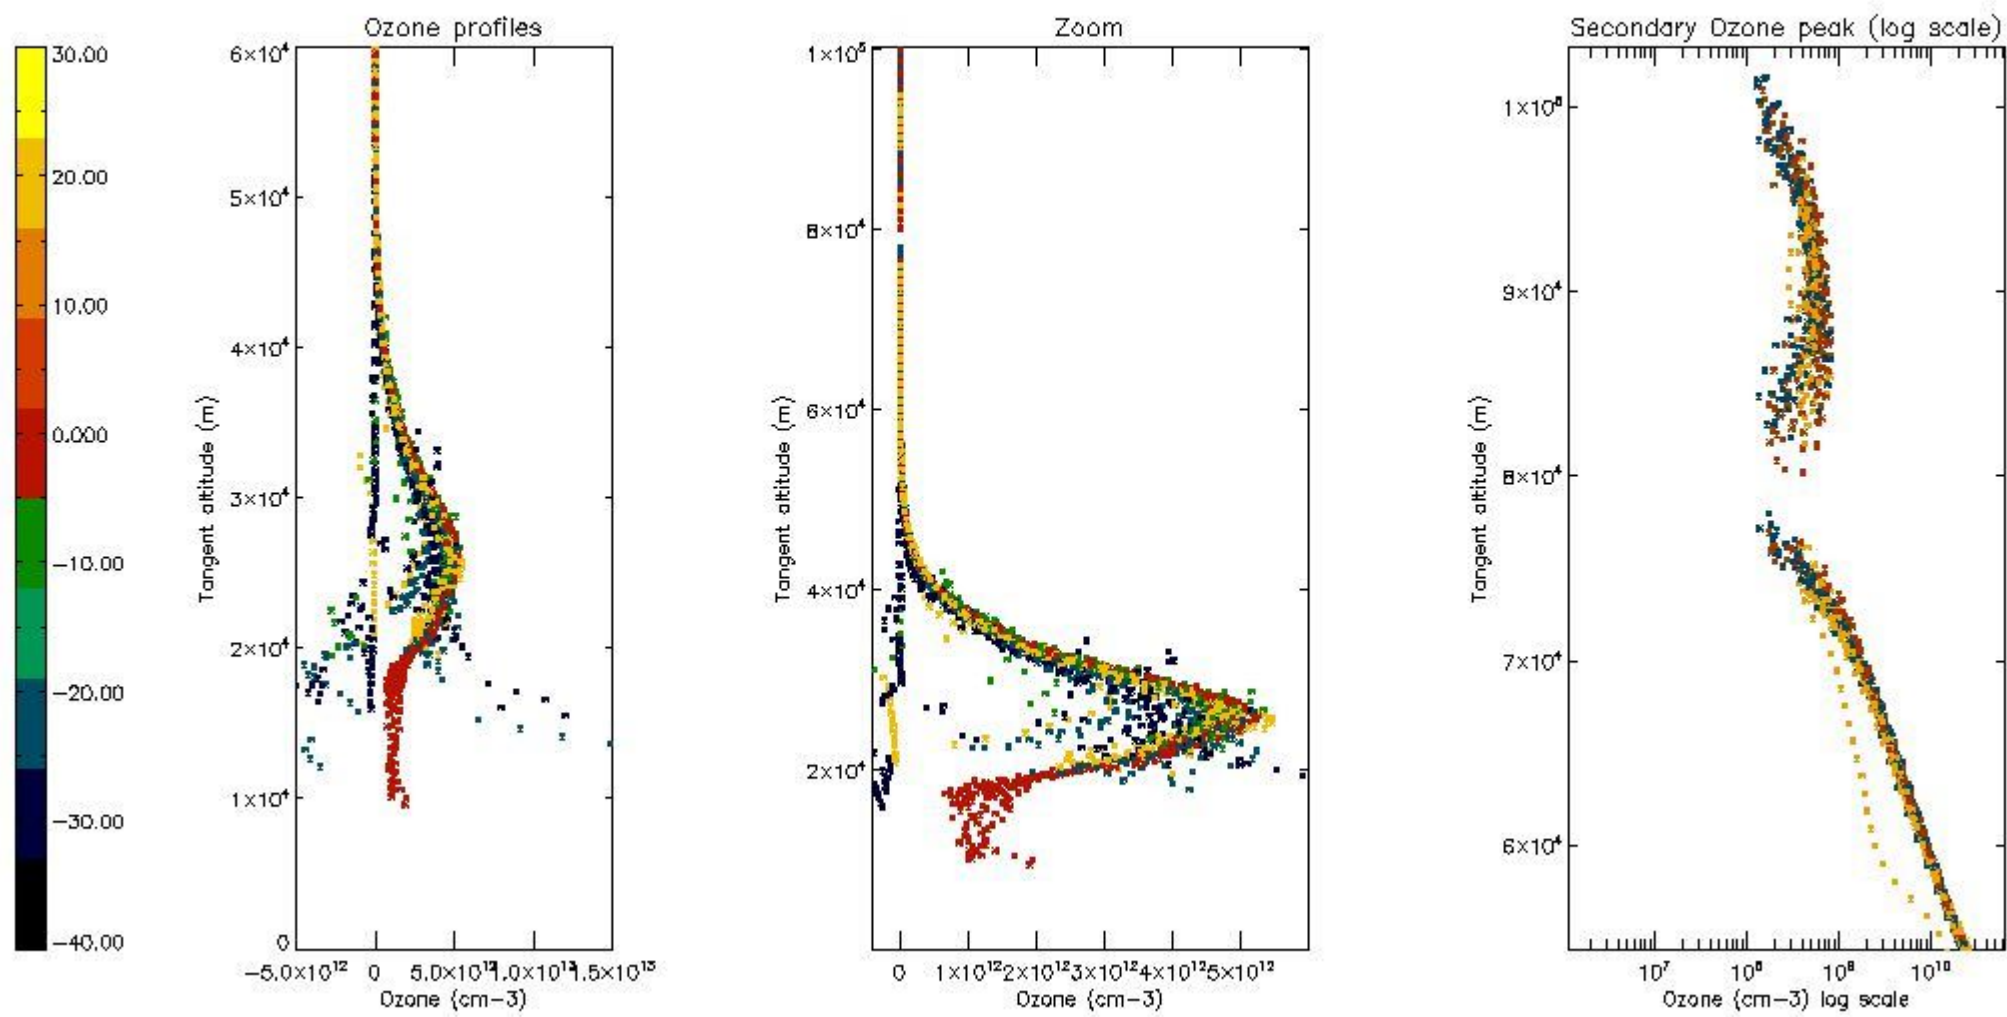 Ozone profiles
Zoom
Secondary Ozone peak (log scale)
30.00
20.00
10.00
0.000
−10.00
−20.00
−30.00
−40.00
6×10⁴
5×10⁴
4×10⁴
3×10⁴
2×10⁴
1×10⁴
0
Tangent altitude (m)
−5.0×10¹² 0 5.0×10¹² 1.0×10¹³ 1.5×10¹³
Ozone (cm−3)
1×10⁵
8×10⁴
6×10⁴
4×10⁴
2×10⁴
Tangent altitude (m)
0 1×10¹² 2×10¹² 3×10¹² 4×10¹² 5×10¹²
Ozone (cm−3)
1×10⁵
9×10⁴
8×10⁴
7×10⁴
6×10⁴
Tangent altitude (m)
10⁷ 10⁸ 10⁹ 10¹⁰
Ozone (cm−3) log scale